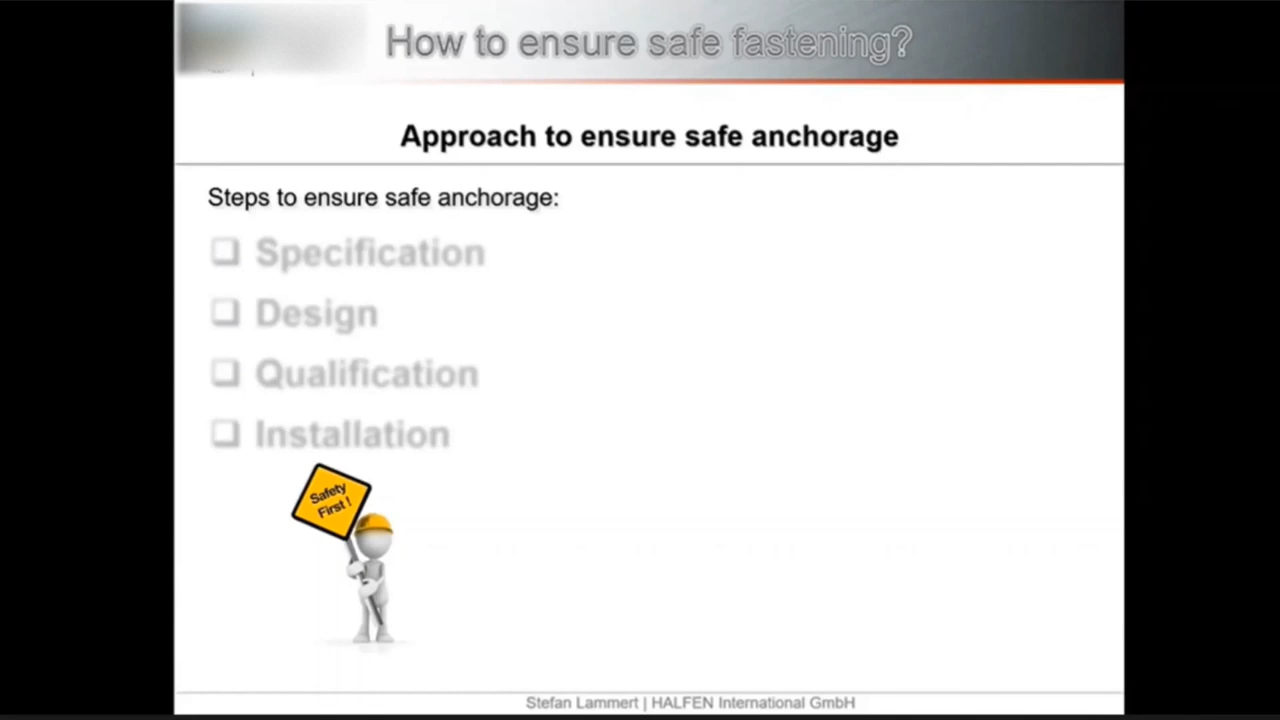 How to ensure safe fastening?
Approach to ensure safe anchorage
Steps to ensure safe anchorage:
Specification
Design
Qualification
Installation
Safety
First !
Stefan Lammert | HALFEN International GmbH